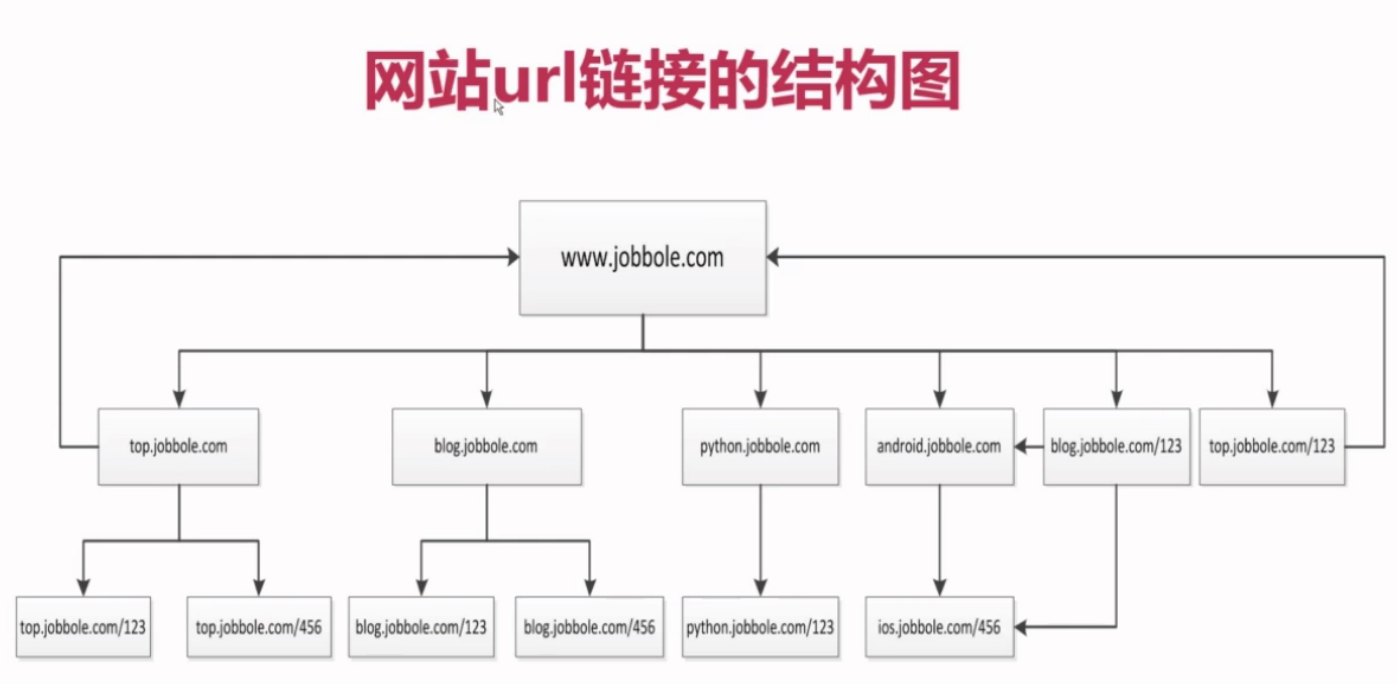 网站url链接的结构图
www.jobbole.com
top.jobbole.com
blog.jobbole.com
python.jobbole.com
android.jobbole.com
blog.jobbole.com/123
top.jobbole.com/123
top.jobbole.com/123
top.jobbole.com/456
blog.jobbole.com/123
blog.jobbole.com/456
python.jobbole.com/123
ios.jobbole.com/456